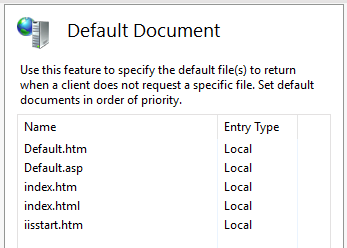 Default Document
Use this feature to specify the default file(s) to return
when a client does not request a specific file. Set default
documents in order of priority.
Name Entry Type
Default.htm Local
Default.asp Local
index.htm Local
index.html Local
iisstart.htm Local